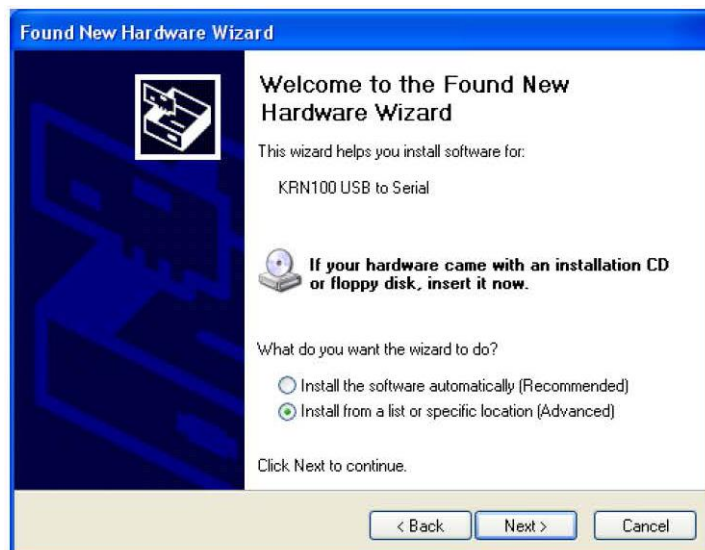 Found New Hardware Wizard
Welcome to the Found New
Hardware Wizard
This wizard helps you install software for:
KRN100 USB to Serial
If your hardware came with an installation CD
or floppy disk, insert it now.
What do you want the wizard to do?
Install the software automatically (Recommended)
Install from a list or specific location (Advanced)
Click Next to continue.
< Back
Next >
Cancel